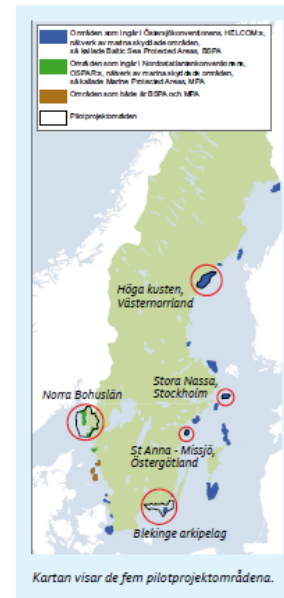 Områden som ingår i Östersjökonventionens, HELCOM:s,
nätverk av marina skyddade områden,
så kallade Baltic Sea Protected Areas, BSPA
Områden som ingår i Nordostatlantenkonventionens,
OSPAR:s, nätverk av marina skyddade områden,
så kallade Marine Protected Areas, MPA
Områden som både är BSPA och MPA
Pilotprojektområden
Höga kusten,
Västernorrland
Stora Nassa,
Stockholm
Norra Bohuslän
St Anna - Missjö,
Östergötland
Blekinge arkipelag
Kartan visar de fem pilotprojektområdena.